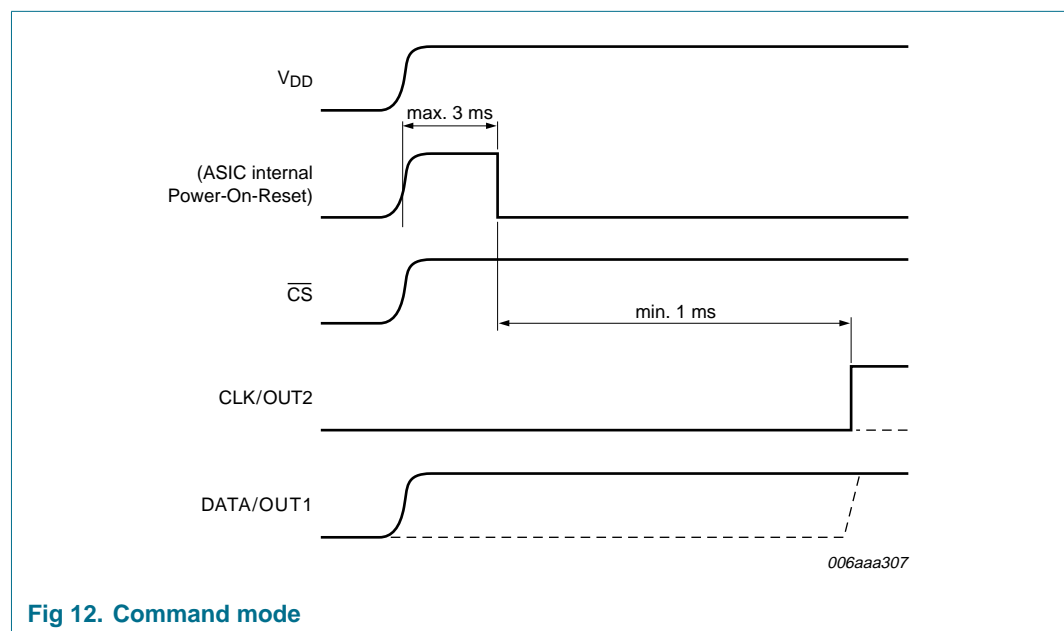 VDD
max. 3 ms
(ASIC internal
Power-On-Reset)
CS
min. 1 ms
CLK/OUT2
DATA/OUT1
006aaa307
Fig 12. Command mode